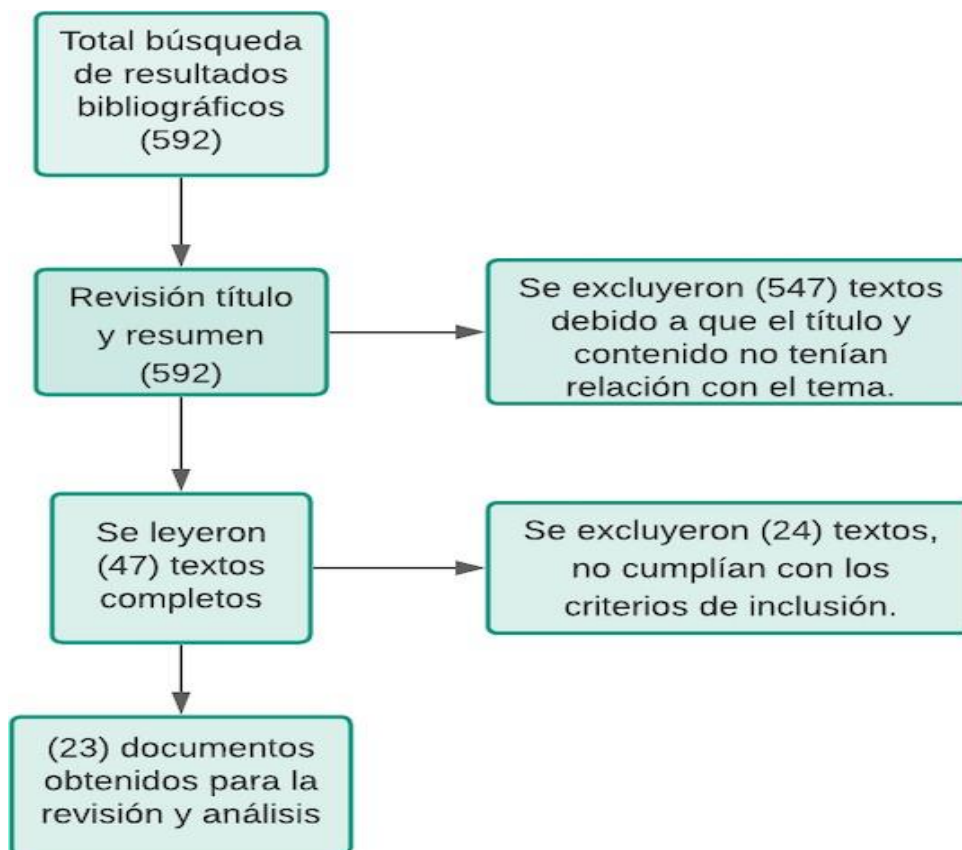 Total búsqueda
de resultados
bibliográficos
(592)
Revisión título
y resumen
(592)
Se excluyeron (547) textos
debido a que el título y
contenido no tenían
relación con el tema.
Se leyeron
(47) textos
completos
Se excluyeron (24) textos,
no cumplían con los
criterios de inclusión.
(23) documentos
obtenidos para la
revisión y análisis